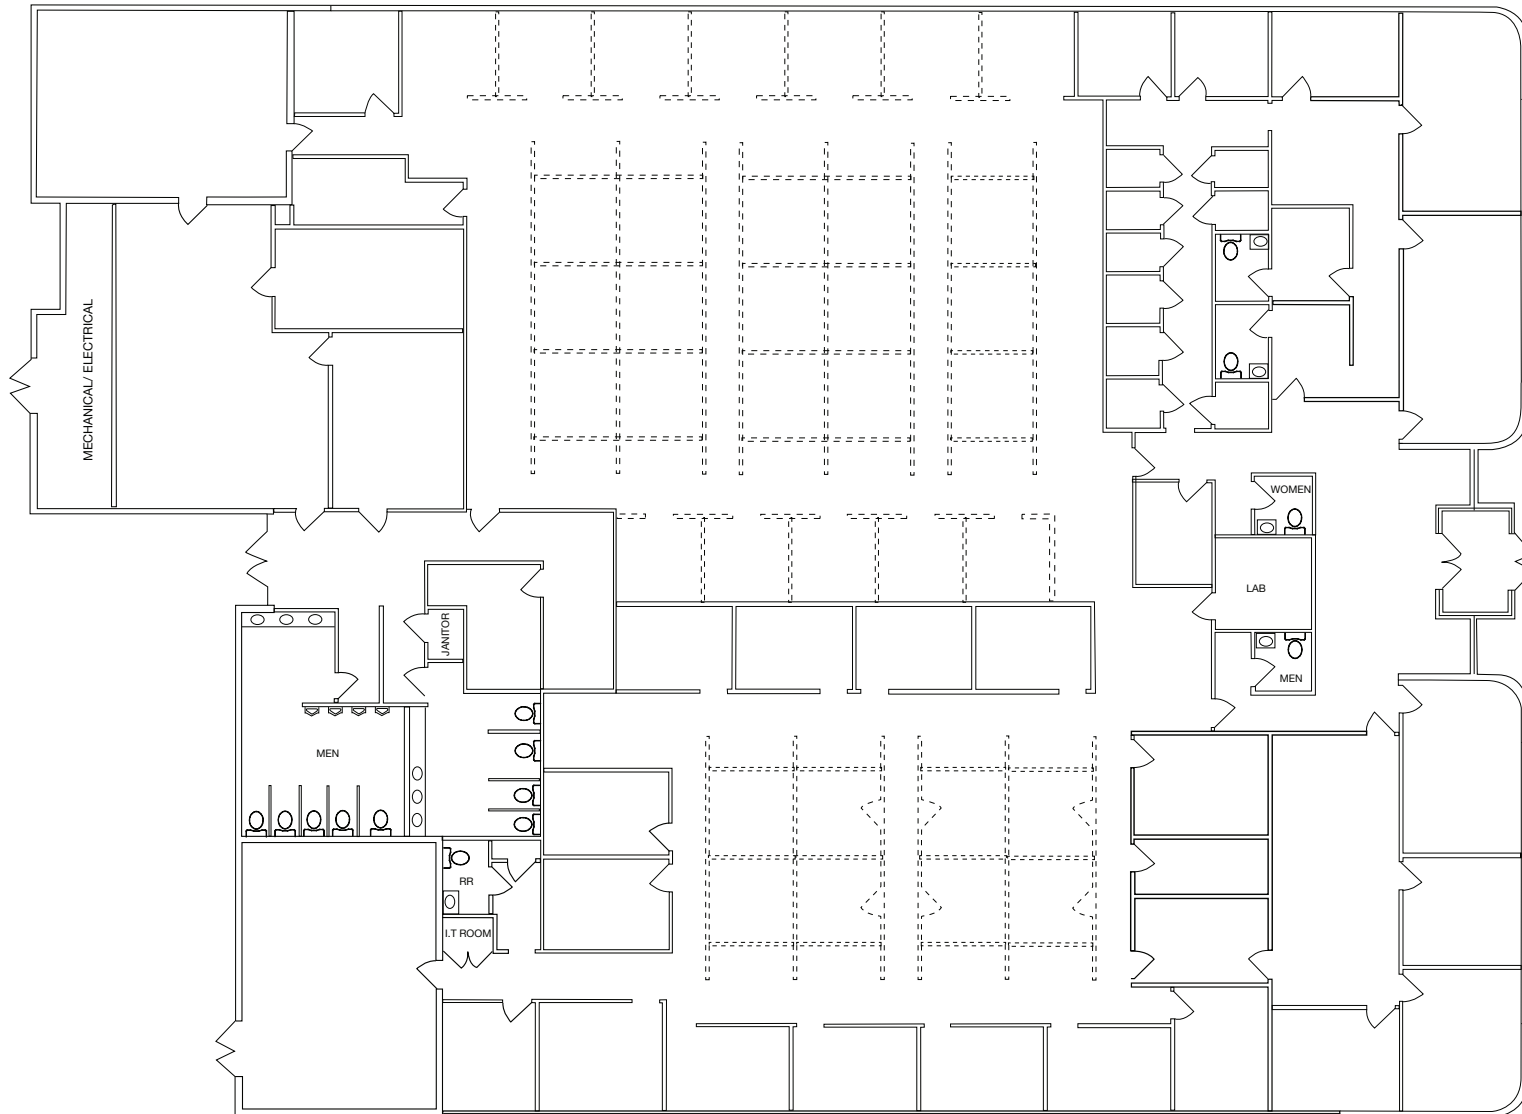 MECHANICAL/ ELECTRICAL
WOMEN
LAB
JANITOR
MEN
MEN
RR
I.T ROOM